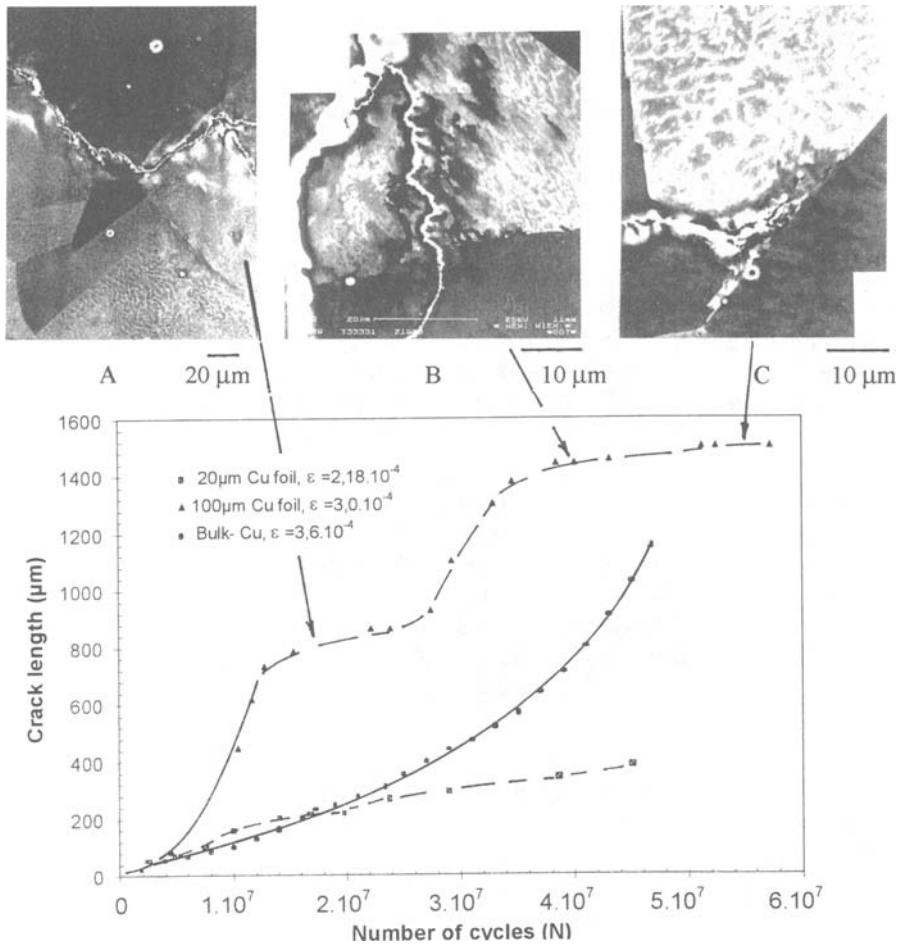 A
20 µm
B
10 µm
C
10 µm
1600
1400
1200
1000
800
600
400
200
0
Crack length (µm)
20µm Cu foil, ε =2,18.10⁻⁴
100µm Cu foil, ε =3,0.10⁻⁴
Bulk- Cu, ε =3,6.10⁻⁴
0
1.10⁷
2.10⁷
3.10⁷
4.10⁷
5.10⁷
6.10⁷
Number of cycles (N)